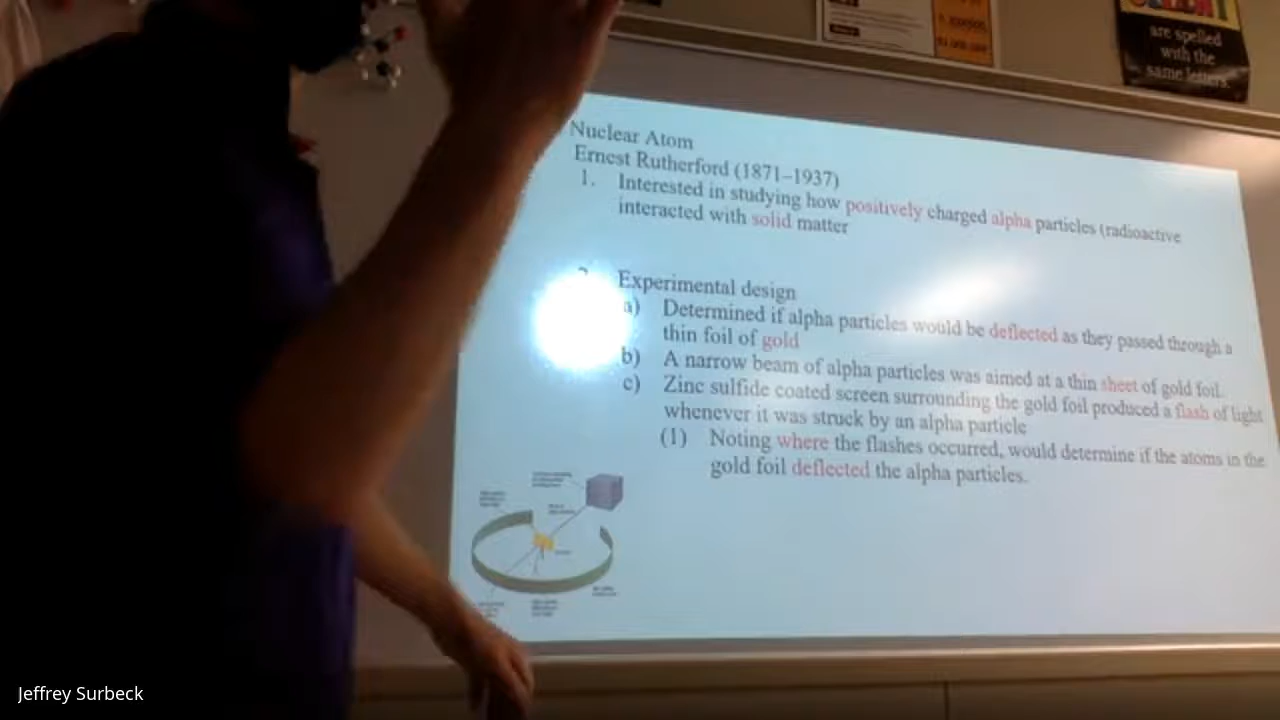 are spelled
with the
same letters.
Nuclear Atom
Ernest Rutherford (1871–1937)
1. Interested in studying how positively charged alpha particles (radioactive
interacted with solid matter
Experimental design
a) Determined if alpha particles would be deflected as they passed through a
thin foil of gold
b) A narrow beam of alpha particles was aimed at a thin sheet of gold foil.
c) Zinc sulfide coated screen surrounding the gold foil produced a flash of light
whenever it was struck by an alpha particle
(1) Noting where the flashes occurred, would determine if the atoms in the
gold foil deflected the alpha particles.
Jeffrey Surbeck